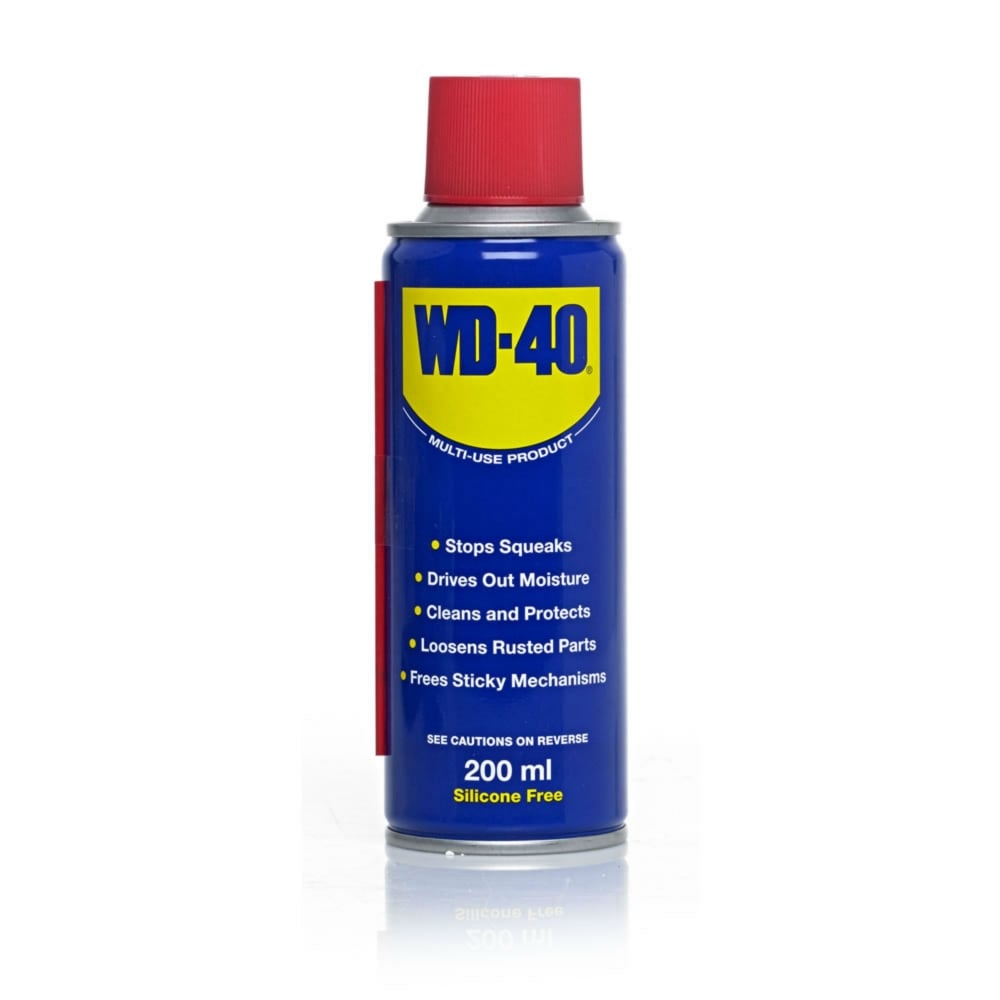 WD-40®
MULTI-USE PRODUCT
• Stops Squeaks
• Drives Out Moisture
• Cleans and Protects
• Loosens Rusted Parts
• Frees Sticky Mechanisms
SEE CAUTIONS ON REVERSE
200 ml
Silicone Free